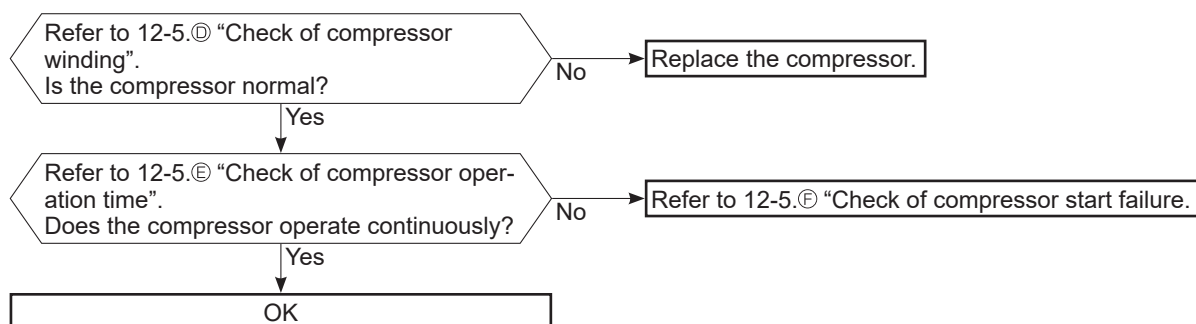 Refer to 12-5.Ⓓ “Check of compressor
winding”.
Is the compressor normal?
No
Replace the compressor.
Yes
Refer to 12-5.Ⓔ “Check of compressor oper-
ation time”.
Does the compressor operate continuously?
No
Refer to 12-5.Ⓕ “Check of compressor start failure.
Yes
OK